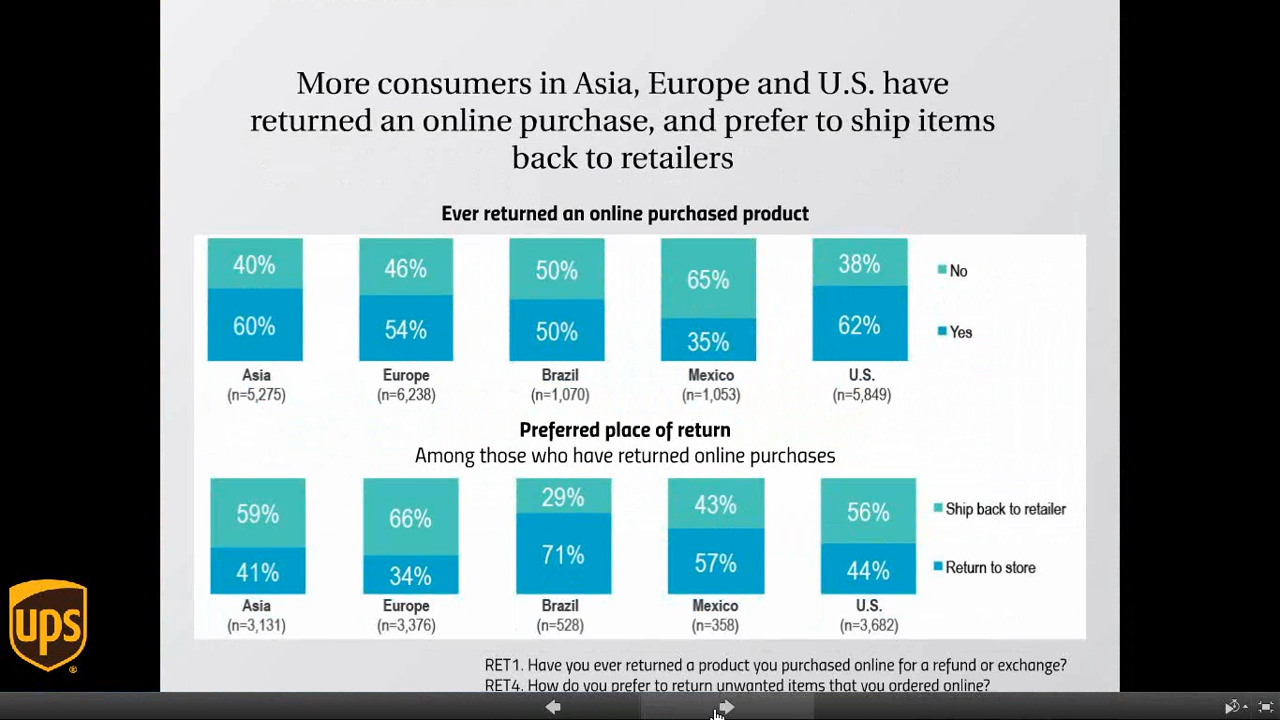 More consumers in Asia, Europe and U.S. have
returned an online purchase, and prefer to ship items
back to retailers
Ever returned an online purchased product
40% 46% 50% 65% 38% No
60% 54% 50% 35% 62% Yes
Asia Europe Brazil Mexico U.S.
(n=5,275) (n=6,238) (n=1,070) (n=1,053) (n=5,849)
Preferred place of return
Among those who have returned online purchases
59% 66% 29% 43% 56% Ship back to retailer
41% 34% 71% 57% 44% Return to store
Asia Europe Brazil Mexico U.S.
(n=3,131) (n=3,376) (n=528) (n=358) (n=3,682)
ups
®
RET1. Have you ever returned a product you purchased online for a refund or exchange?
RET4. How do you prefer to return unwanted items that you ordered online?